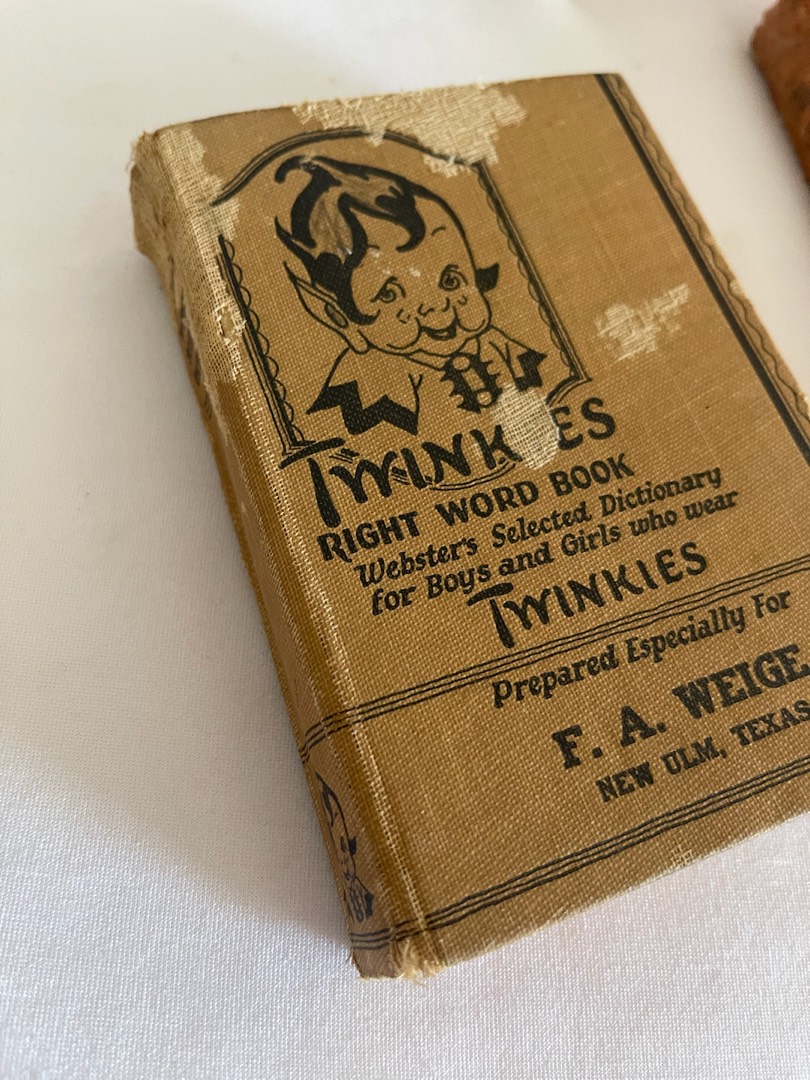 TWINKIES
RIGHT WORD BOOK
Webster's Selected Dictionary
for Boys and Girls who wear
TWINKIES
Prepared Especially For
F. A. WEIGE
NEW ULM, TEXAS